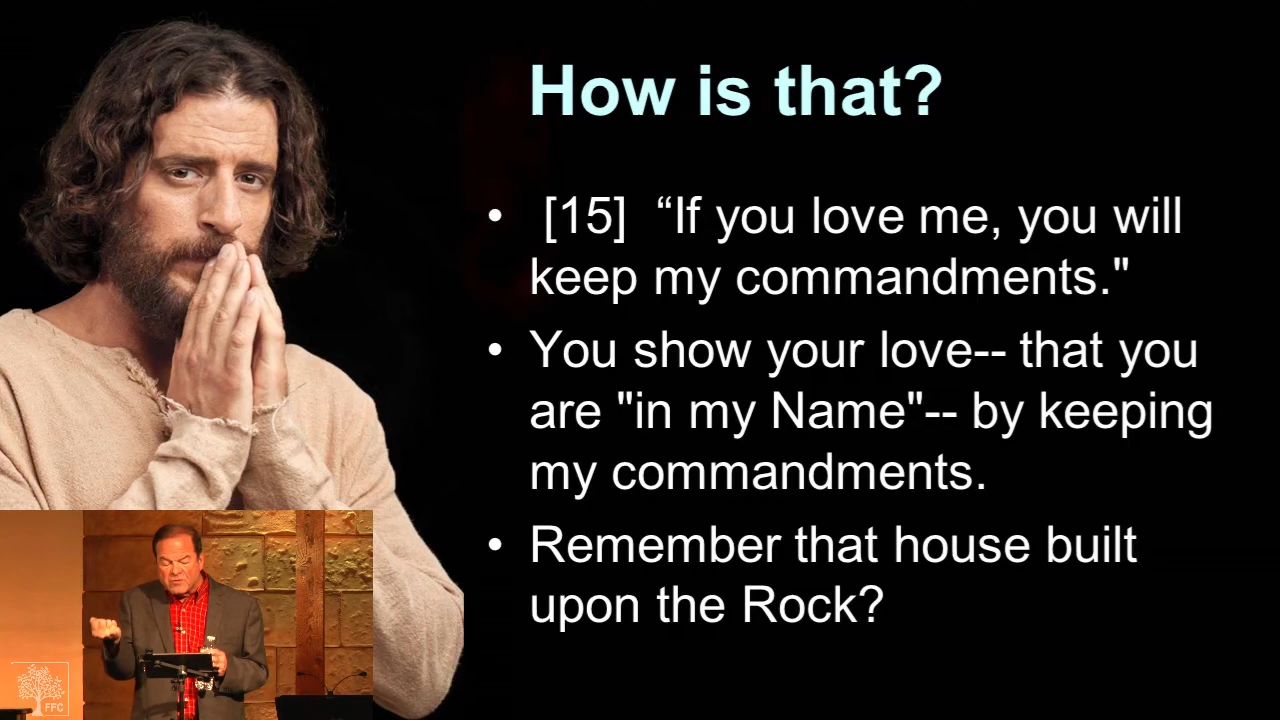 How is that?
• [15] “If you love me, you will
keep my commandments."
• You show your love-- that you
are "in my Name"-- by keeping
my commandments.
• Remember that house built
upon the Rock?
FFC